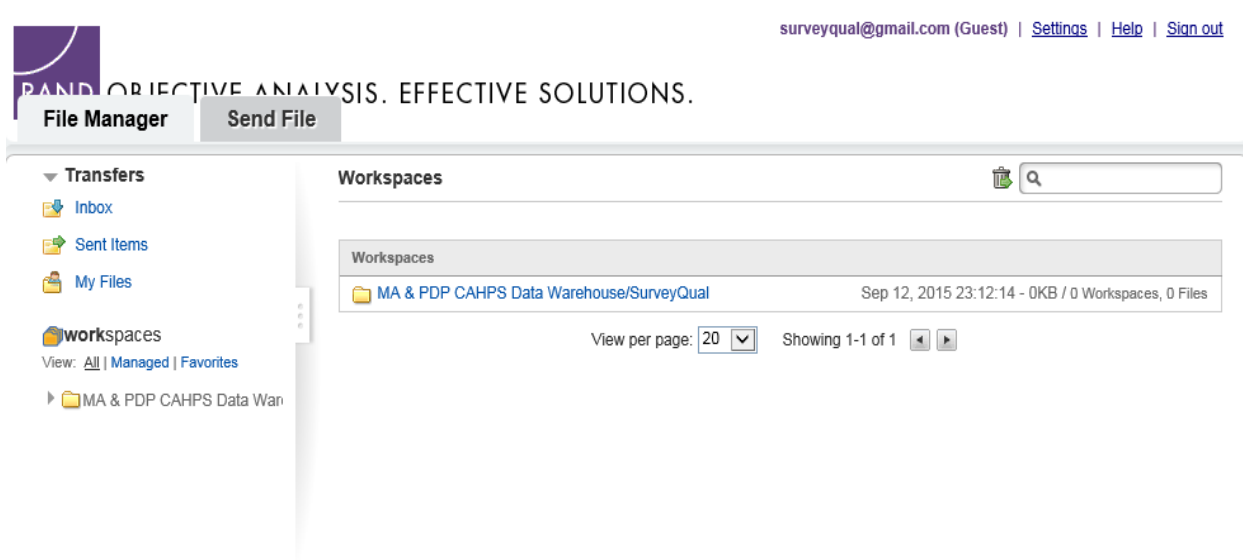 surveyqual@gmail.com (Guest) | Settings | Help | Sign out
RAND OBJECTIVE ANALYSIS. EFFECTIVE SOLUTIONS.
File Manager Send File
Transfers
Inbox
Sent Items
My Files
workspaces
View: All | Managed | Favorites
MA & PDP CAHPS Data War
Workspaces
Workspaces
MA & PDP CAHPS Data Warehouse/SurveyQual Sep 12, 2015 23:12:14 - 0KB / 0 Workspaces, 0 Files
View per page: 20 Showing 1-1 of 1